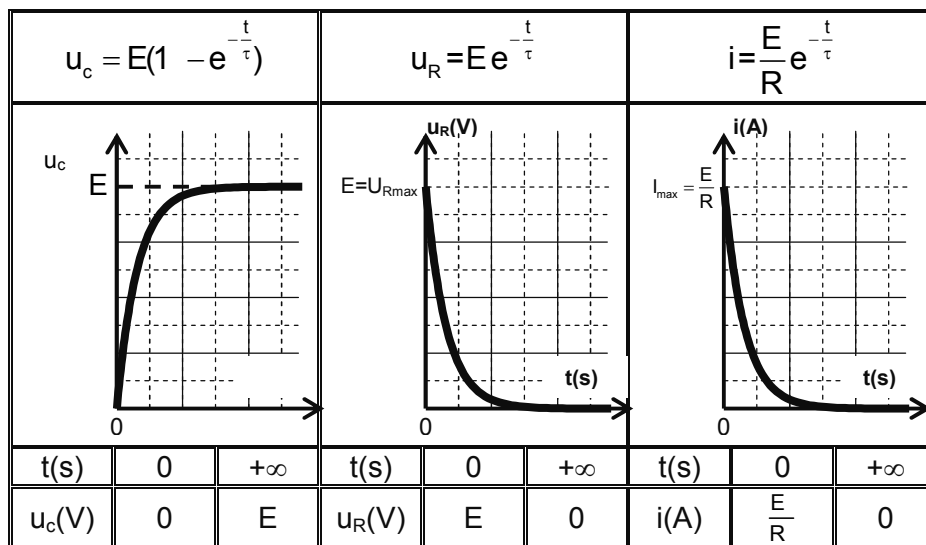 u_c = E(1 – e^{-t/τ})
u_R = E e^{-t/τ}
i = E/R e^{-t/τ}
u_c
E
0
u_R(V)
E=U_Rmax
t(s)
0
i(A)
I_max = E/R
t(s)
0
t(s) 0 +∞ t(s) 0 +∞ t(s) 0 +∞
u_c(V) 0 E u_R(V) E 0 i(A) E/R 0